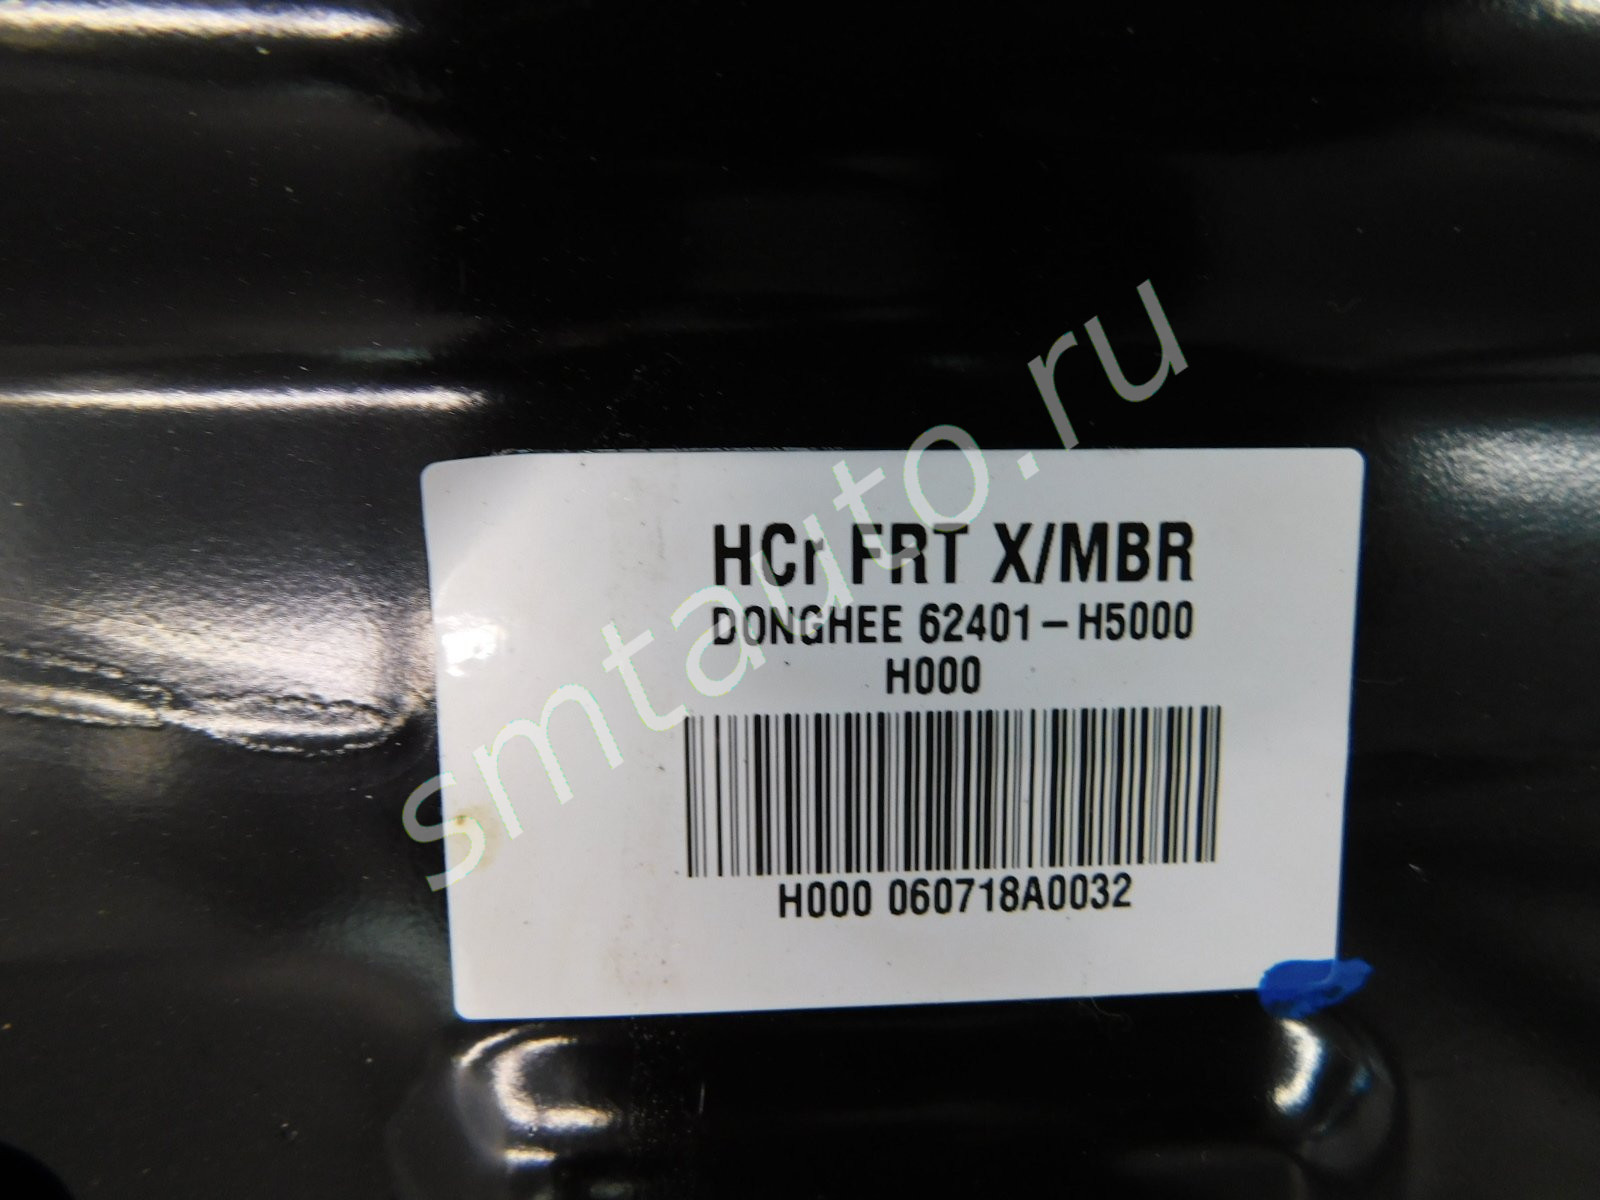 HCr FRT X/MBR
DONGHEE 62401-H5000
H000
H000 060718A0032
smtauto.ru